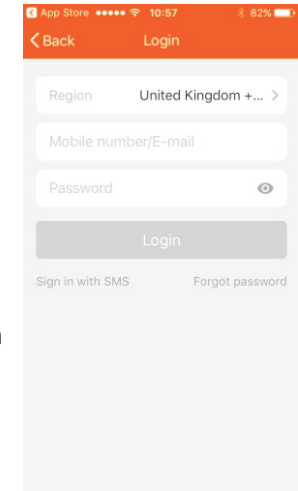 App Store 10:57 82%
Back Login
Region United Kingdom +...
Mobile number/E-mail
Password
Login
Sign in with SMS Forgot password